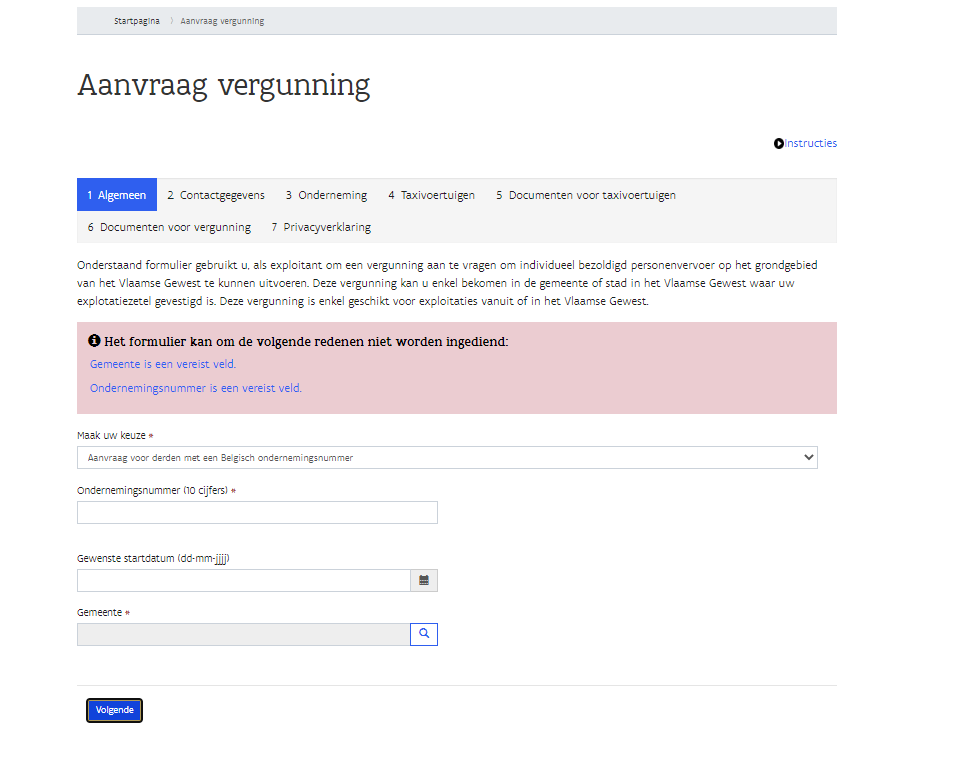 Startpagina 〉 Aanvraag vergunning
Aanvraag vergunning
Instructies
1 Algemeen 2 Contactgegevens 3 Onderneming 4 Taxivoertuigen 5 Documenten voor taxivoertuigen
6 Documenten voor vergunning 7 Privacyverklaring
Onderstaand formulier gebruikt u, als exploitant om een vergunning aan te vragen om individueel bezoldigd personenvervoer op het grondgebied
van het Vlaamse Gewest te kunnen uitvoeren. Deze vergunning kan u enkel bekomen in de gemeente of stad in het Vlaamse Gewest waar uw
explotatiezetel gevestigd is. Deze vergunning is enkel geschikt voor exploitaties vanuit of in het Vlaamse Gewest.
Het formulier kan om de volgende redenen niet worden ingediend:
Gemeente is een vereist veld.
Ondernemingsnummer is een vereist veld.
Maak uw keuze *
Aanvraag voor derden met een Belgisch ondernemingsnummer
Ondernemingsnummer (10 cijfers) *
Gewenste startdatum (dd-mm-jjjj)
Gemeente *
Volgende